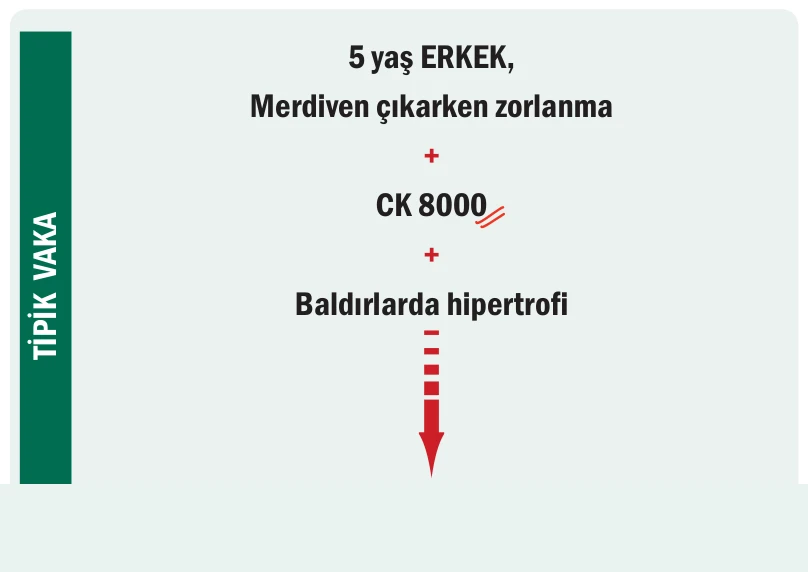 TİPİK VAKA
5 yaş ERKEK,
Merdiven çıkarken zorlanma
+
CK 8000
+
Baldırlarda hipertrofi